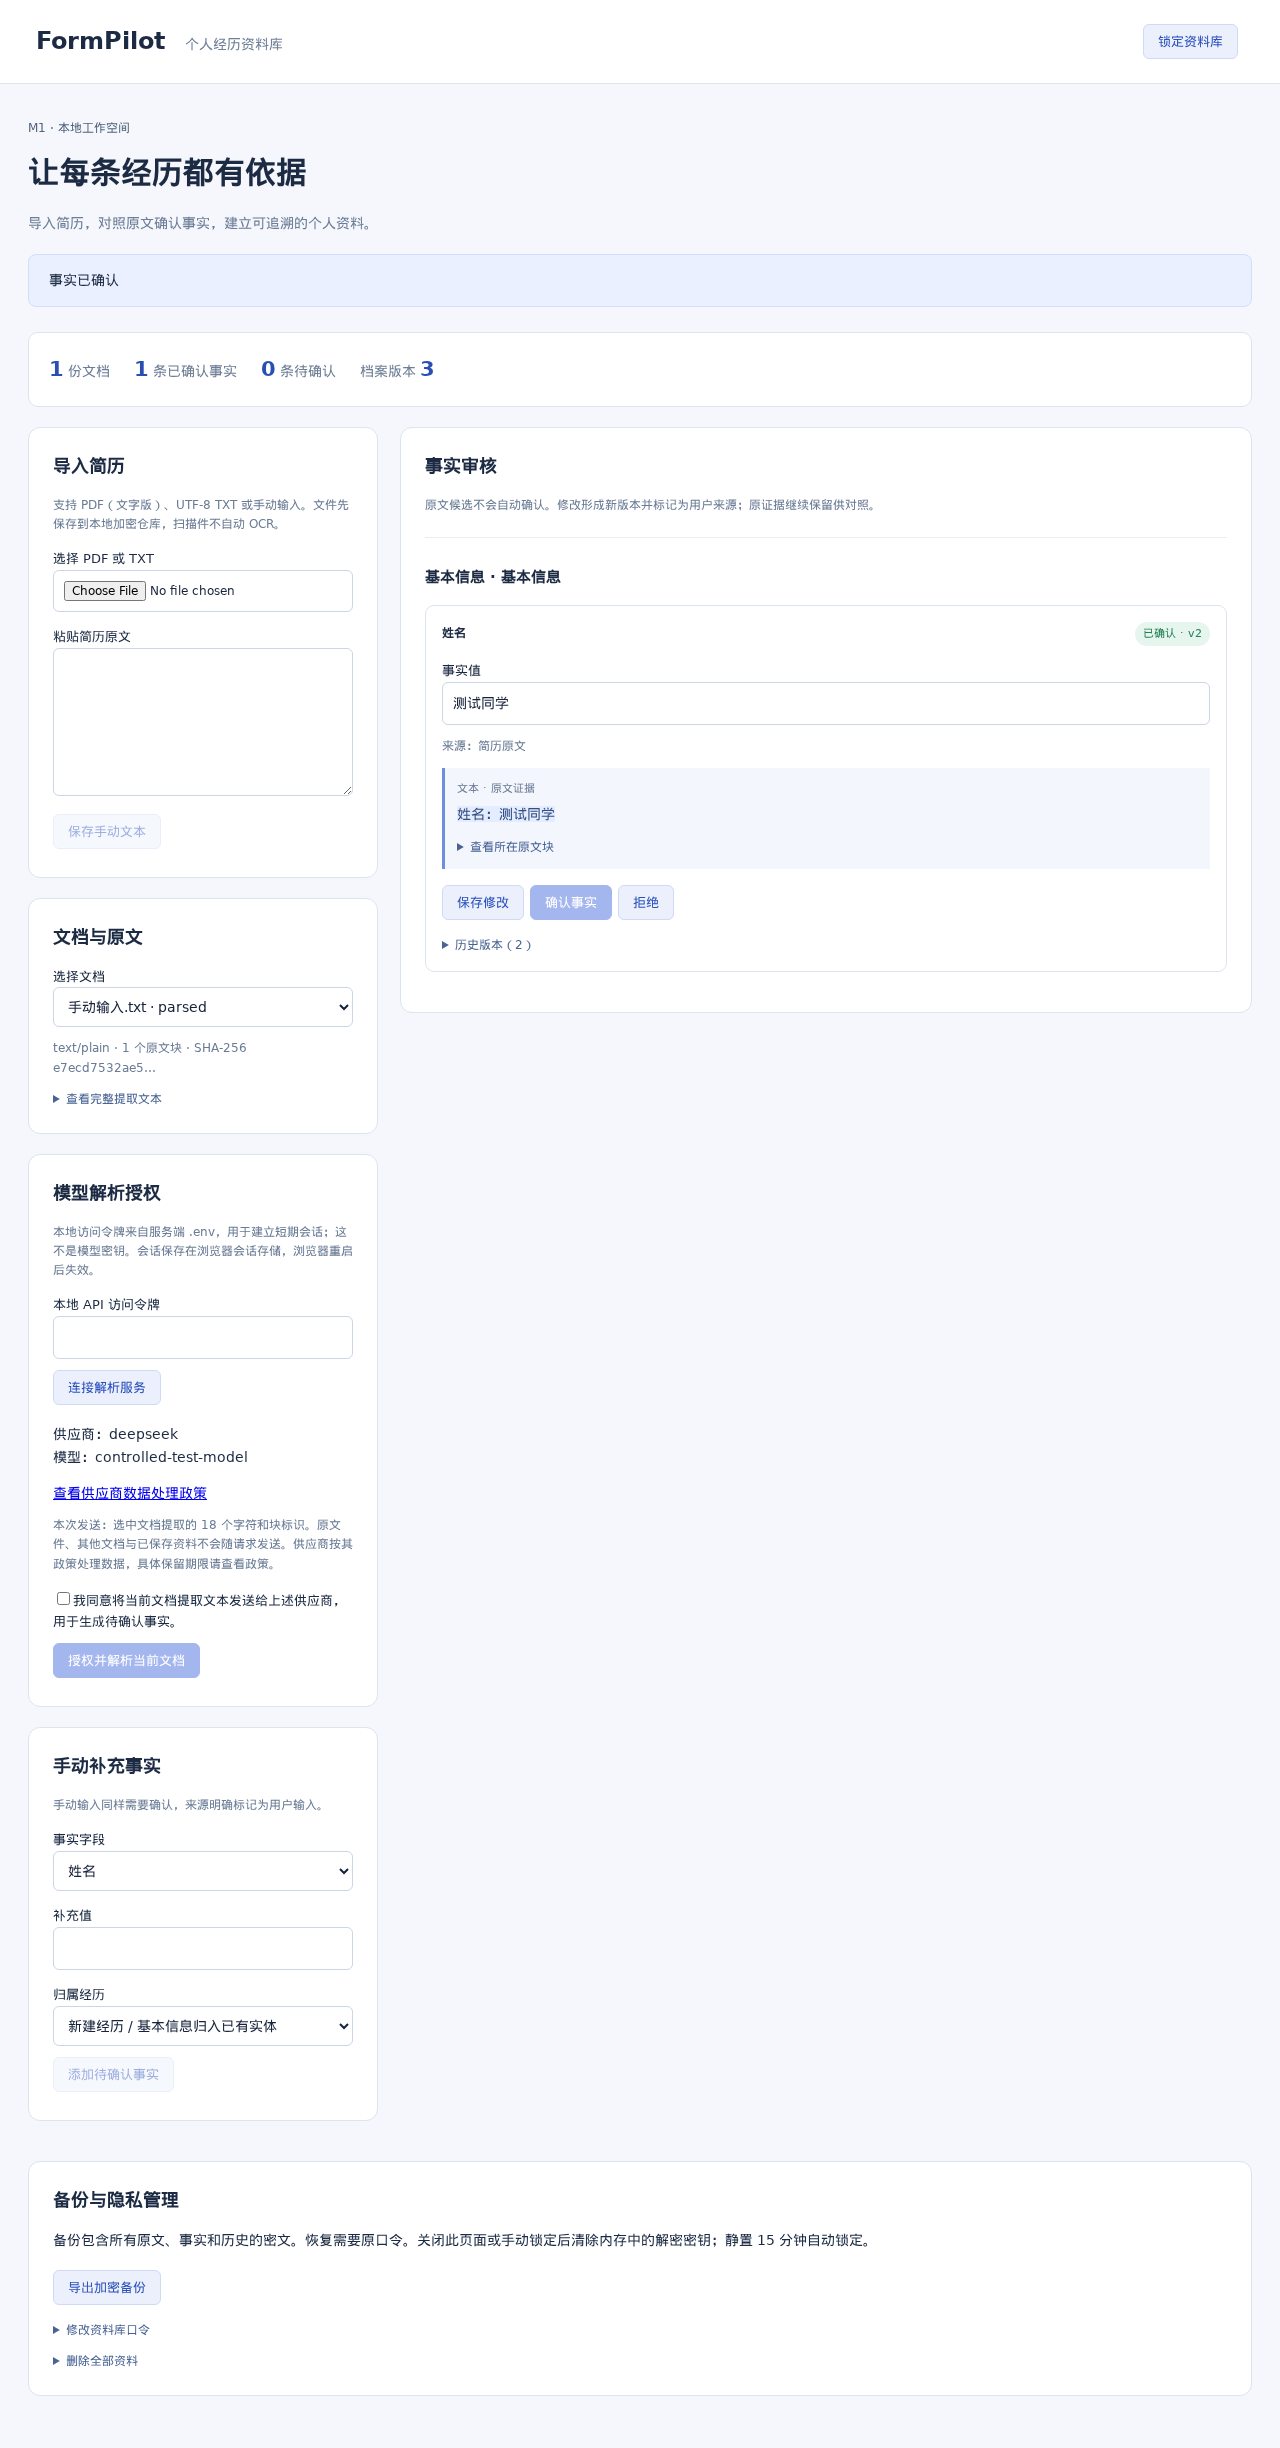 FormPilot 个人经历资料库
锁定资料库
M1 · 本地工作空间
让每条经历都有依据
导入简历，对照原文确认事实，建立可追溯的个人资料。
事实已确认
1 份文档 1 条已确认事实 0 条待确认 档案版本 3
导入简历
支持 PDF（文字版）、UTF-8 TXT 或手动输入。文件先
保存到本地加密仓库，扫描件不自动 OCR。
选择 PDF 或 TXT
Choose File No file chosen
粘贴简历原文
保存手动文本
文档与原文
选择文档
手动输入.txt · parsed
text/plain · 1 个原文块 · SHA-256
e7ecd7532ae5…
查看完整提取文本
模型解析授权
本地访问令牌来自服务端 .env，用于建立短期会话；这
不是模型密钥。会话保存在浏览器会话存储，浏览器重启
后失效。
本地 API 访问令牌
连接解析服务
供应商：deepseek
模型：controlled-test-model
查看供应商数据处理政策
本次发送：选中文档提取的 18 个字符和块标识。原文
件、其他文档与已保存资料不会随请求发送。供应商按其
政策处理数据，具体保留期限请查看政策。
我同意将当前文档提取文本发送给上述供应商，
用于生成待确认事实。
授权并解析当前文档
手动补充事实
手动输入同样需要确认，来源明确标记为用户输入。
事实字段
姓名
补充值
归属经历
新建经历 / 基本信息归入已有实体
添加待确认事实
事实审核
原文候选不会自动确认。修改形成新版本并标记为用户来源；原证据继续保留供对照。
基本信息 · 基本信息
姓名
已确认 · v2
事实值
测试同学
来源：简历原文
文本 · 原文证据
姓名：测试同学
查看所在原文块
保存修改 确认事实 拒绝
历史版本（2）
备份与隐私管理
备份包含所有原文、事实和历史的密文。恢复需要原口令。关闭此页面或手动锁定后清除内存中的解密密钥；静置 15 分钟自动锁定。
导出加密备份
修改资料库口令
删除全部资料